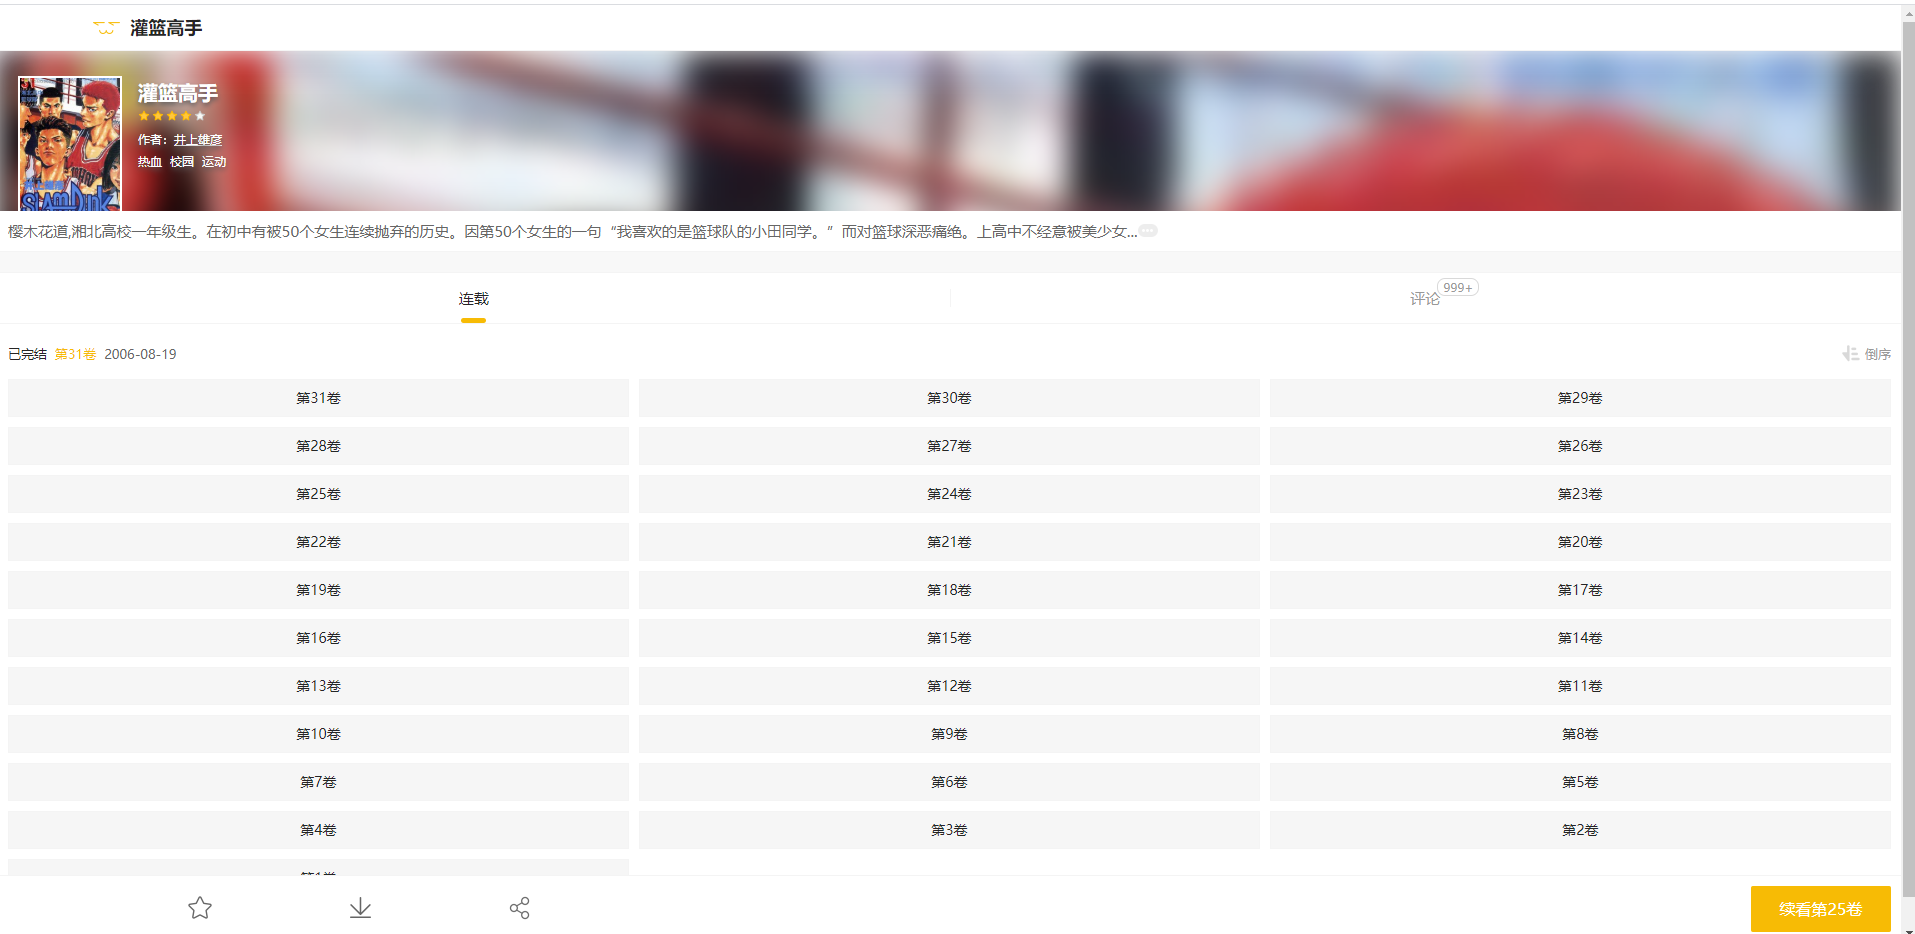 灌篮高手
灌篮高手
作者：井上雄彦
热血 校园 运动
SLAM DUNK
樱木花道,湘北高校一年级生。在初中有被50个女生连续抛弃的历史。因第50个女生的一句“我喜欢的是篮球队的小田同学。”而对篮球深恶痛绝。上高中不经意被美少女...
连载
评论 999+
已完结 第31卷 2006-08-19 倒序
第31卷 第30卷 第29卷
第28卷 第27卷 第26卷
第25卷 第24卷 第23卷
第22卷 第21卷 第20卷
第19卷 第18卷 第17卷
第16卷 第15卷 第14卷
第13卷 第12卷 第11卷
第10卷 第9卷 第8卷
第7卷 第6卷 第5卷
第4卷 第3卷 第2卷
第1卷
续看第25卷